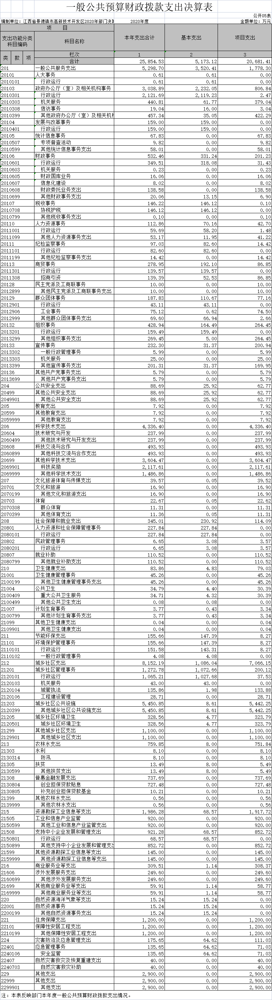 一般公共预算财政拨款支出决算表
公开05表
编制单位：江西省景德镇市高新技术开发区2020年部门决算 2020年度 金额单位：万元
项 目 本年支出合计 基本支出 项目支出
支出功能分类科目编码 科目名称
类 款 项 栏次 1 2 3
合计 25,854.53 5,173.12 20,681.41
201 一般公共服务支出 5,298.70 3,520.41 1,778.30
20101 人大事务 0.61 0.61 0.00
2010101 行政运行 0.61 0.61 0.00
20103 政府办公厅（室）及相关机构事务 3,038.89 2,232.05 806.84
2010301 行政运行 2,121.69 2,119.23 2.47
2010303 机关服务 440.81 61.77 379.04
2010308 信访事务 19.04 16.00 3.04
2010399 其他政府办公厅（室）及相关机构 457.34 35.05 422.29
20104 发展与改革事务 159.00 159.00 0.00
2010401 行政运行 159.00 159.00 0.00
20105 统计信息事务 67.83 0.00 67.83
2010507 专项普查活动 9.82 0.00 9.82
2010599 其他统计信息事务支出 58.01 0.00 58.01
20106 财政事务 532.46 331.24 201.23
2010601 行政运行 349.51 318.08 31.43
2010603 机关服务 0.23 0.00 0.23
2010605 财政国库业务 16.06 0.00 16.06
2010607 信息化建设 8.02 0.00 8.02
2010608 财政委托业务支出 138.58 0.00 138.58
2010699 其他财政事务支出 20.06 13.15 6.90
20107 税收事务 146.22 146.12 0.10
2010708 协税护税 146.12 146.12 0.00
2010799 其他税收事务支出 0.10 0.00 0.10
20110 人力资源事务 112.86 70.16 42.70
2011001 行政运行 59.69 58.20 1.48
2011099 其他人力资源事务支出 53.17 11.95 41.22
20111 纪检监察事务 97.03 82.60 14.42
2011101 行政运行 82.60 82.60 0.00
2011199 其他纪检监察事务支出 14.42 0.00 14.42
20113 商贸事务 278.95 192.10 86.85
2011301 行政运行 139.57 139.57 0.00
2011308 招商引资 139.39 52.53 86.85
20128 民主党派及工商联事务 10.00 0.00 10.00
2012899 其他民主党派及工商联事务支出 10.00 0.00 10.00
20129 群众团体事务 187.83 110.67 77.16
2012901 行政运行 43.11 43.11 0.00
2012906 工会事务 75.12 0.62 74.50
2012999 其他群众团体事务支出 69.60 66.94 2.66
20132 组织事务 428.94 164.49 264.45
2013201 行政运行 159.49 159.49 0.00
2013299 其他组织事务支出 269.45 5.00 264.45
20133 宣传事务 232.30 31.37 200.94
2013302 一般行政管理事务 5.99 0.00 5.99
2013303 机关服务 25.00 0.00 25.00
2013399 其他宣传事务支出 201.31 31.37 169.95
20136 其他共产党事务支出 5.79 0.00 5.79
2013699 其他共产党事务支出 5.79 0.00 5.79
204 公共安全支出 88.69 25.92 62.77
20499 其他公共安全支出 88.69 25.92 62.77
2049901 其他公共安全支出 88.69 25.92 62.77
205 教育支出 7.92 0.00 7.92
20599 其他教育支出 7.92 0.00 7.92
2059999 其他教育支出 7.92 0.00 7.92
206 科学技术支出 4,336.40 0.00 4,336.40
20604 技术研究与开发 237.99 0.00 237.99
2060499 其他技术研究与开发支出 237.99 0.00 237.99
20608 科技交流与合作 493.93 0.00 493.93
2060899 其他科技交流与合作支出 493.93 0.00 493.93
20699 其他科学技术支出 3,604.47 0.00 3,604.47
2069901 科技奖励 2,117.61 0.00 2,117.61
2069999 其他科学技术支出 1,486.86 0.00 1,486.86
207 文化旅游体育与传媒支出 39.57 0.05 39.52
20701 文化和旅游 16.90 0.00 16.90
2070199 其他文化和旅游支出 16.90 0.00 16.90
20703 体育 22.67 0.05 22.62
2070308 群众体育 11.31 0.00 11.31
2070399 其他体育支出 11.36 0.05 11.31
208 社会保障和就业支出 345.01 230.92 114.09
20801 人力资源和社会保障管理事务 227.84 227.84 0.00
2080101 行政运行 227.84 227.84 0.00
20802 民政管理事务 6.65 3.08 3.57
2080201 行政运行 6.65 3.08 3.57
20807 就业补助 110.52 0.00 110.52
2080799 其他就业补助支出 110.52 0.00 110.52
210 卫生健康支出 83.86 4.83 79.03
21001 卫生健康管理事务 45.26 0.00 45.26
2100199 其他卫生健康管理事务支出 45.26 0.00 45.26
21004 公共卫生 34.79 4.40 30.39
2100409 重大公共卫生服务 34.71 4.32 30.39
2100499 其他公共卫生支出 0.08 0.08 0.00
21007 计划生育事务 3.77 0.43 3.34
2100799 其他计划生育事务支出 3.77 0.43 3.34
21099 其他卫生健康支出 0.04 0.00 0.04
2109901 其他卫生健康支出 0.04 0.00 0.04
211 节能环保支出 155.66 147.39 8.27
21101 环境保护管理事务 155.66 147.39 8.27
2110101 行政运行 151.58 143.31 8.27
2110102 一般行政管理事务 4.08 4.08 0.00
212 城乡社区支出 8,152.19 1,086.04 7,066.15
21201 城乡社区管理事务 1,272.78 1,072.66 200.12
2120101 行政运行 1,065.21 1,027.68 37.53
2120103 机关服务 43.00 43.00 0.00
2120104 城管执法 135.86 1.98 133.88
2120106 工程建设管理 28.71 0.00 28.71
21203 城乡社区公共设施 5,450.85 8.61 5,442.25
2120399 其他城乡社区公共设施支出 5,450.85 8.61 5,442.25
21205 城乡社区环境卫生 328.56 4.77 323.79
2120501 城乡社区环境卫生 328.56 4.77 323.79
21299 其他城乡社区支出 1,100.00 0.00 1,100.00
2129901 其他城乡社区支出 1,100.00 0.00 1,100.00
213 农林水支出 759.85 8.00 751.84
21303 水利 8.10 0.00 8.10
2130314 防汛 8.10 0.00 8.10
21305 扶贫 13.49 8.00 5.49
2130599 其他扶贫支出 13.49 8.00 5.49
21308 普惠金融发展支出 737.69 0.00 737.69
2130804 创业担保贷款贴息 727.48 0.00 727.48
2130805 补充创业担保贷款基金 10.21 0.00 10.21
21399 其他农林水支出 0.56 0.00 0.56
2139999 其他农林水支出 0.56 0.00 0.56
215 资源勘探工业信息等支出 1,986.28 68.57 1,917.72
21505 工业和信息产业监管 920.00 0.00 920.00
2150599 其他工业和信息产业监管支出 920.00 0.00 920.00
21508 支持中小企业发展和管理支出 921.28 68.57 852.72
2150801 行政运行 68.57 68.57 0.00
2150899 其他支持中小企业发展和管理支出 852.72 0.00 852.72
21599 其他资源勘探工业信息等支出 145.00 0.00 145.00
2159999 其他资源勘探工业信息等支出 145.00 0.00 145.00
216 商业服务业等支出 309.51 1.14 308.37
21606 涉外发展服务支出 249.60 0.00 249.60
2160699 其他涉外发展服务支出 249.60 0.00 249.60
21699 其他商业服务业等支出 59.91 1.14 58.77
2169999 其他商业服务业等支出 59.91 1.14 58.77
220 自然资源海洋气象等支出 15.24 15.24 0.00
22001 自然资源事务 15.24 15.24 0.00
2200199 其他自然资源事务支出 15.24 15.24 0.00
221 住房保障支出 1,200.00 0.00 1,200.00
22101 保障性安居工程支出 1,200.00 0.00 1,200.00
2210199 其他保障性安居工程支出 1,200.00 0.00 1,200.00
224 灾害防治及应急管理支出 175.65 64.62 111.03
22401 应急管理事务 135.65 64.62 71.03
2240106 安全监管 135.65 64.62 71.03
22407 自然灾害救灾及恢复重建支出 40.00 0.00 40.00
2240703 自然灾害救灾补助 40.00 0.00 40.00
229 其他支出 2,900.00 0.00 2,900.00
22999 其他支出 2,900.00 0.00 2,900.00
2299901 其他支出 2,900.00 0.00 2,900.00
注：本表反映部门本年度一般公共预算财政拨款支出情况。